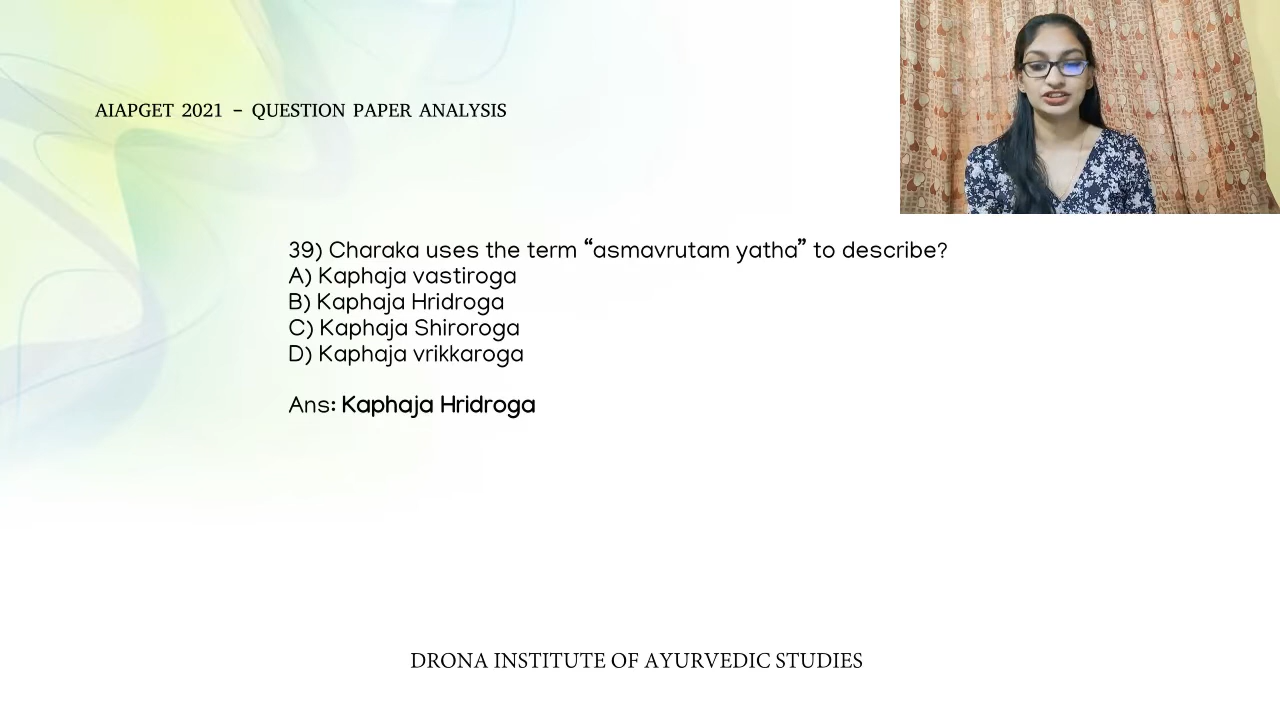 AIAPGET 2021 - QUESTION PAPER ANALYSIS
39) Charaka uses the term “asmavrutam yatha” to describe?
A) Kaphaja vastiroga
B) Kaphaja Hridroga
C) Kaphaja Shiroroga
D) Kaphaja vrikkaroga
Ans: Kaphaja Hridroga
DRONA INSTITUTE OF AYURVEDIC STUDIES